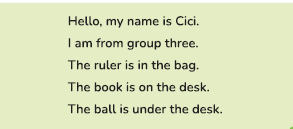 Hello, my name is Cici.
I am from group three.
The ruler is in the bag.
The book is on the desk.
The ball is under the desk.